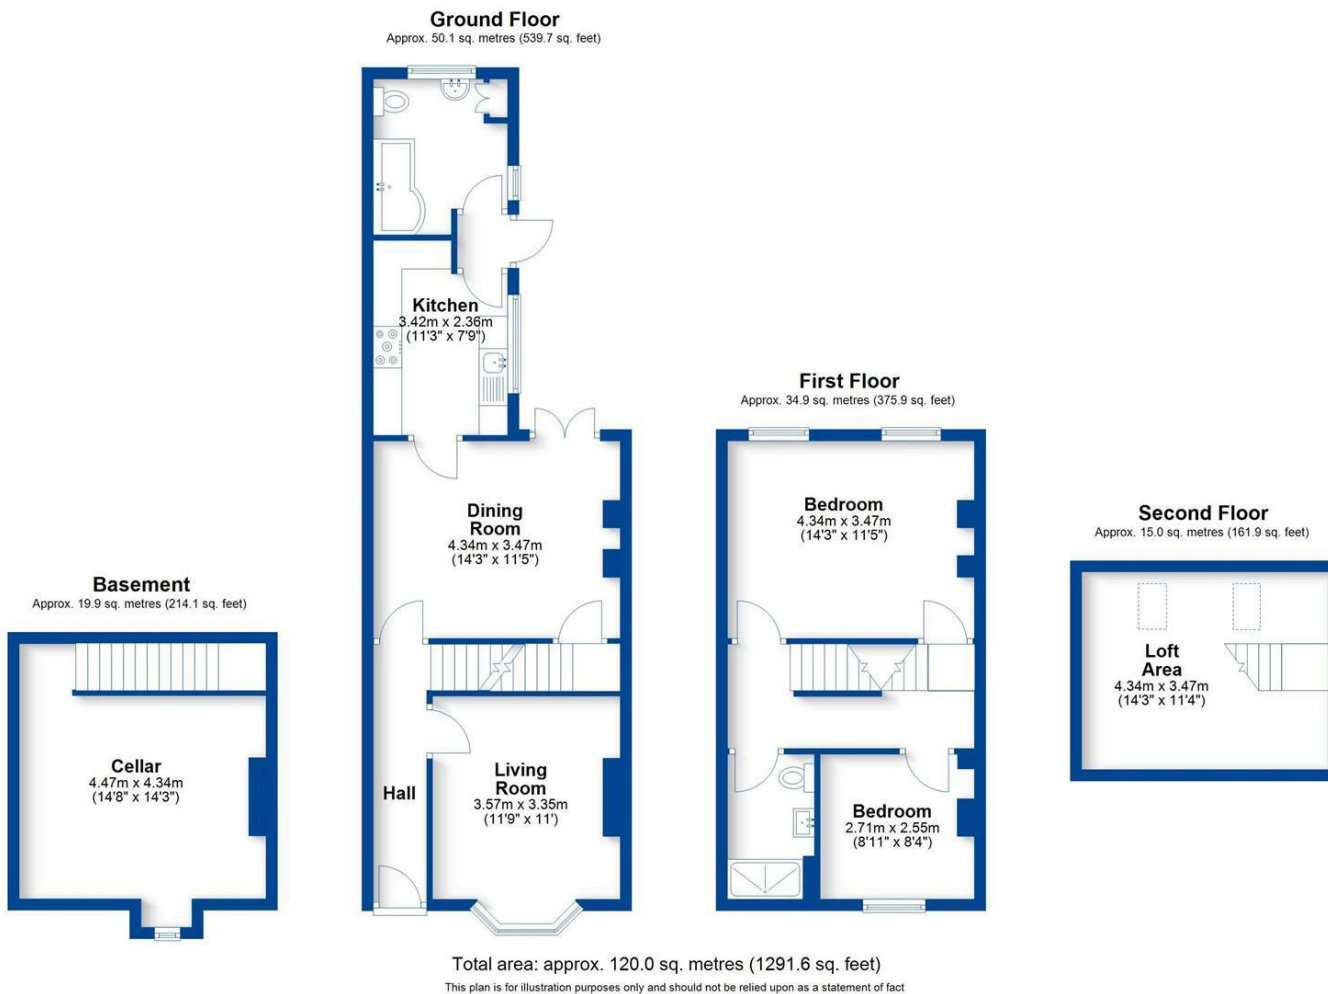 Ground Floor
Approx. 50.1 sq. metres (539.7 sq. feet)
Kitchen
3.42m x 2.36m
(11'3" x 7'9")
Dining
Room
4.34m x 3.47m
(14'3" x 11'5")
Hall
Living
Room
3.57m x 3.35m
(11'9" x 11')
First Floor
Approx. 34.9 sq. metres (375.9 sq. feet)
Bedroom
4.34m x 3.47m
(14'3" x 11'5")
Bedroom
2.71m x 2.55m
(8'11" x 8'4")
Second Floor
Approx. 15.0 sq. metres (161.9 sq. feet)
Loft
Area
4.34m x 3.47m
(14'3" x 11'4")
Basement
Approx. 19.9 sq. metres (214.1 sq. feet)
Cellar
4.47m x 4.34m
(14'8" x 14'3")
Total area: approx. 120.0 sq. metres (1291.6 sq. feet)
This plan is for illustration purposes only and should not be relied upon as a statement of fact